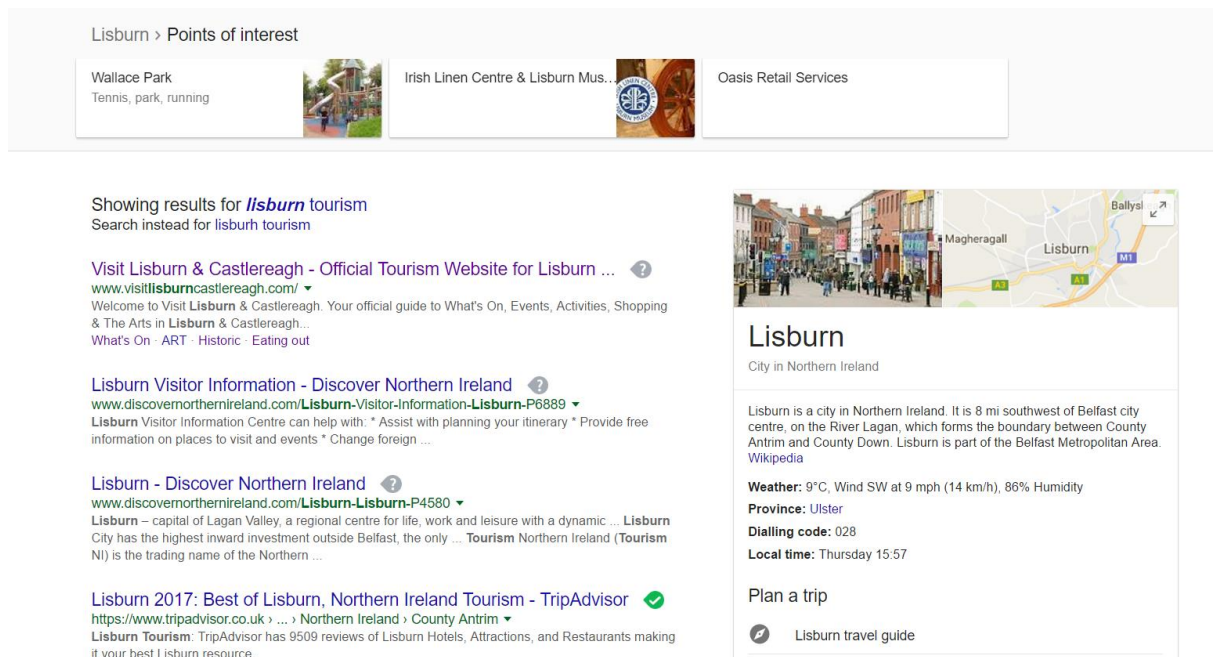 Lisburn › Points of interest
Wallace Park
Tennis, park, running
Irish Linen Centre & Lisburn Mus...
Oasis Retail Services
Showing results for lisburn tourism
Search instead for lisburh tourism
Visit Lisburn & Castlereagh - Official Tourism Website for Lisburn ...
www.visitlisburncastlereagh.com/
Welcome to Visit Lisburn & Castlereagh. Your official guide to What's On, Events, Activities, Shopping
& The Arts in Lisburn & Castlereagh...
What's On · ART · Historic · Eating out
Lisburn Visitor Information - Discover Northern Ireland
www.discovernorthernireland.com/Lisburn-Visitor-Information-Lisburn-P6889
Lisburn Visitor Information Centre can help with: * Assist with planning your itinerary * Provide free
information on places to visit and events * Change foreign ...
Lisburn - Discover Northern Ireland
www.discovernorthernireland.com/Lisburn-Lisburn-P4580
Lisburn – capital of Lagan Valley, a regional centre for life, work and leisure with a dynamic ... Lisburn
City has the highest inward investment outside Belfast, the only ... Tourism Northern Ireland (Tourism
NI) is the trading name of the Northern ...
Lisburn 2017: Best of Lisburn, Northern Ireland Tourism - TripAdvisor
https://www.tripadvisor.co.uk › ... › Northern Ireland › County Antrim
Lisburn Tourism: TripAdvisor has 9509 reviews of Lisburn Hotels, Attractions, and Restaurants making
it your best Lisburn resource.
Magheragall
Lisburn
M1
A1
A3
Lisburn
City in Northern Ireland
Lisburn is a city in Northern Ireland. It is 8 mi southwest of Belfast city
centre, on the River Lagan, which forms the boundary between County
Antrim and County Down. Lisburn is part of the Belfast Metropolitan Area.
Wikipedia
Weather: 9°C, Wind SW at 9 mph (14 km/h), 86% Humidity
Province: Ulster
Dialling code: 028
Local time: Thursday 15:57
Plan a trip
Lisburn travel guide